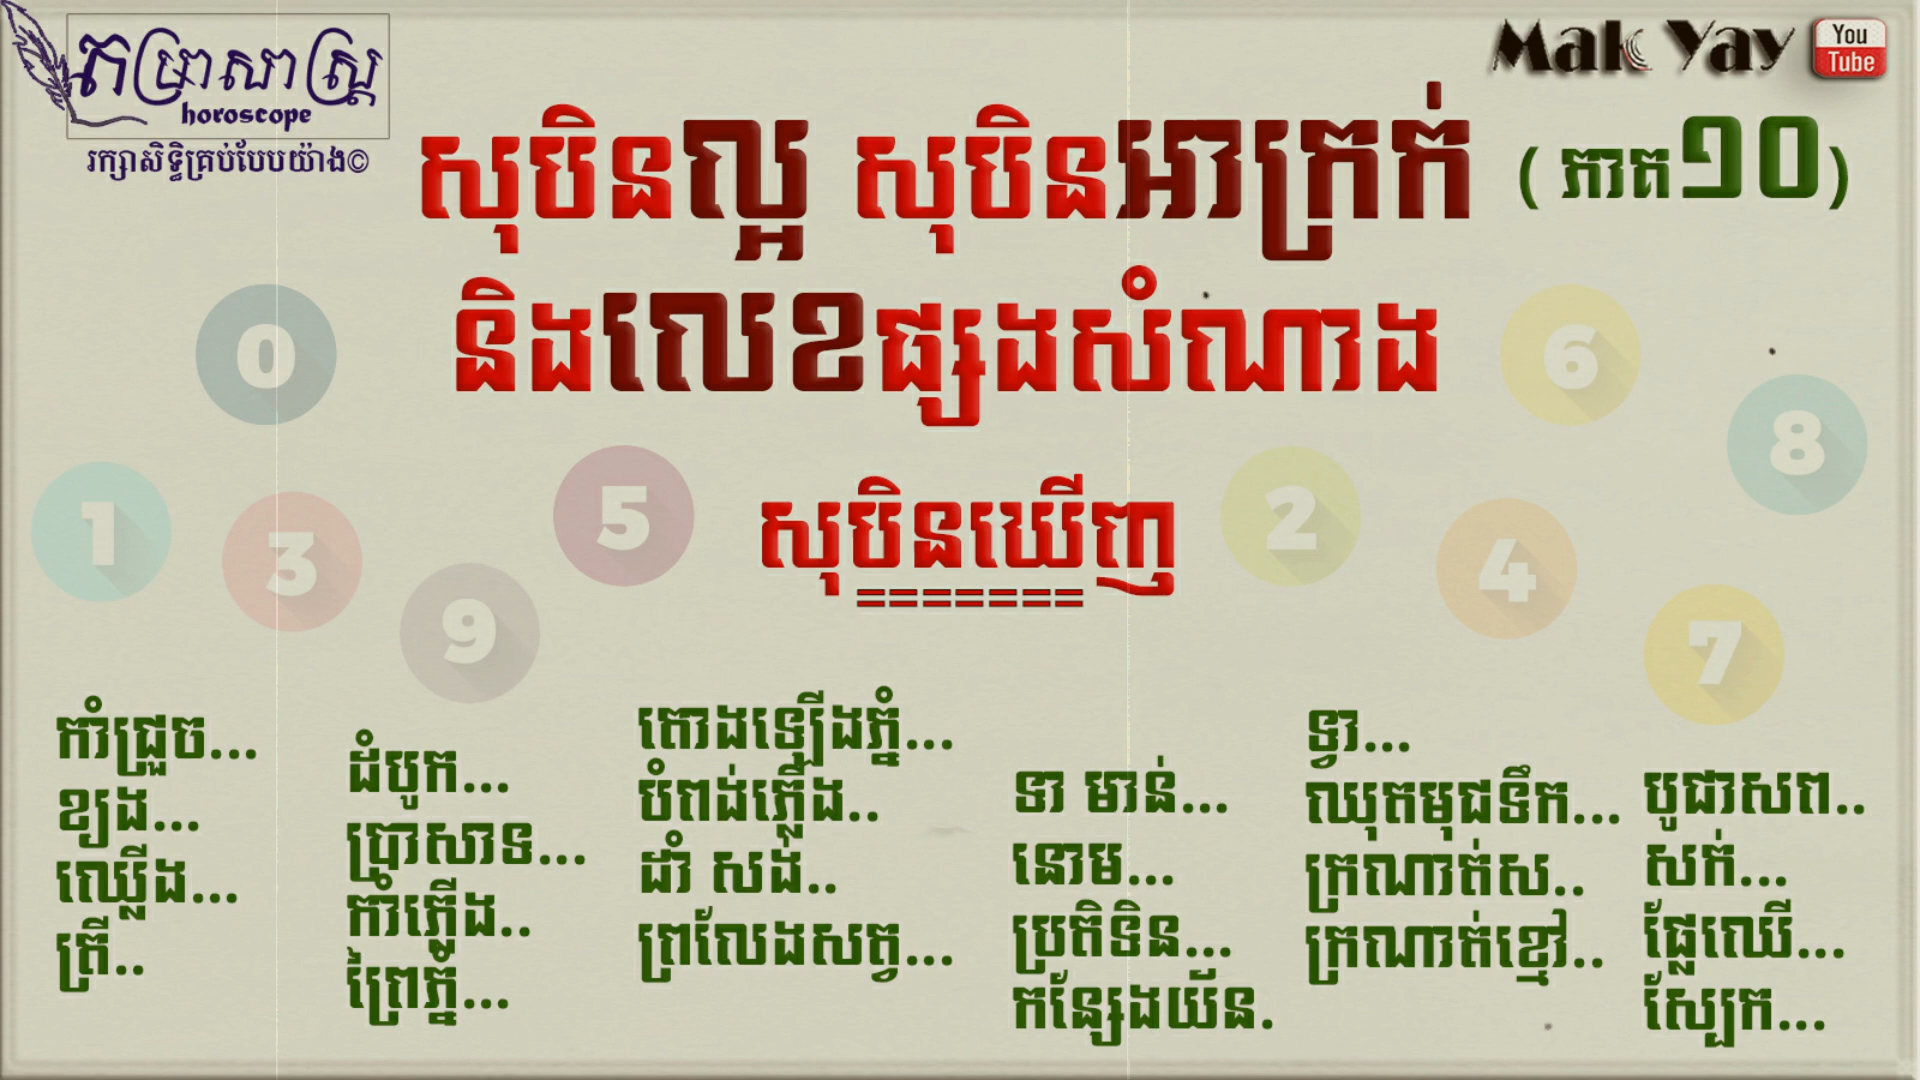 តម្រាសាស្ត្រ
horoscope
រក្សាសិទ្ធិគ្រប់បែបយ៉ាង©
Mak Yay
You
Tube
សុបិនល្អ សុបិនអាក្រក់ ( ភាគ១០)
និងលេខផ្សងសំណាង
សុបិនឃើញ
=======
0
1
3
9
5
2
6
4
8
7
កាំជ្រួច...
ខ្យង...
ឈ្លើង...
ត្រី..
ដំបូក...
ប្រាសាទ...
កាំភ្លើង..
ព្រៃភ្នំ...
តោងឡើងភ្នំ...
បំពង់ភ្លើង..
ដាំ សង់..
ព្រលែងសត្វ...
ទា មាន់...
នោម...
ប្រតិទិន...
កន្សែងយ័ន.
ទ្វា...
ឈុតមុជទឹក...
ក្រណាត់ស..
ក្រណាត់ខ្មៅ..
បូជាសព..
សក់...
ផ្លែឈើ...
ស្បែក...